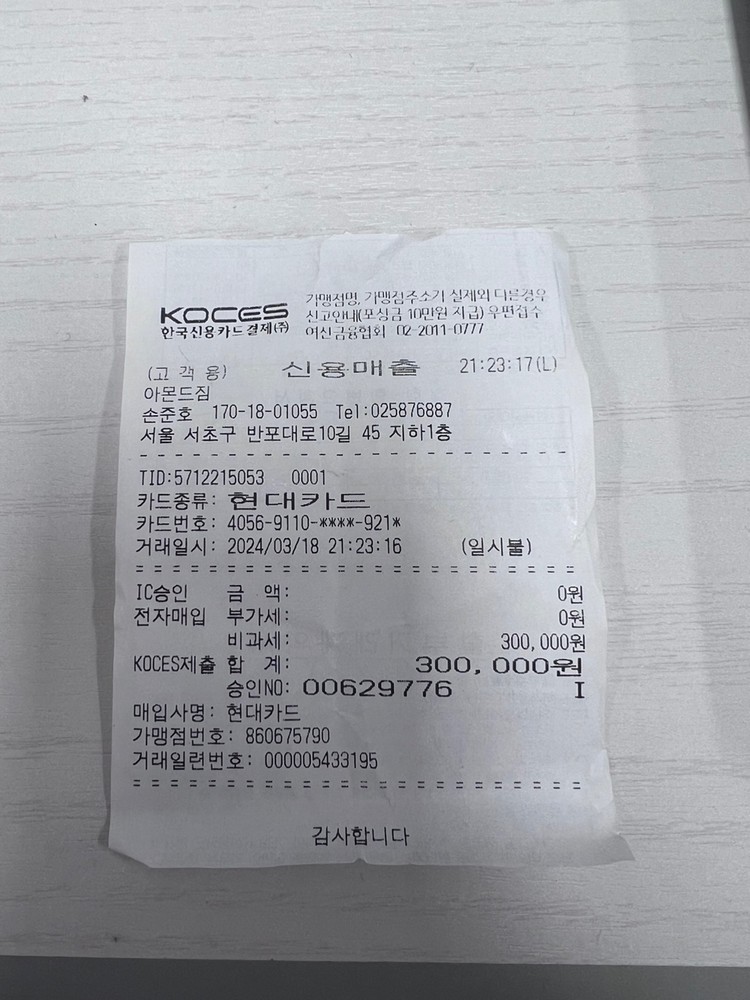 KOCES
한국신용카드결제(주)
가맹점명, 가맹점주소가 실제와 다른경우
신고안내(포상금 10만원 지급) 우편접수
여신금융협회 02-2011-0777
(고 객 용) 신용매출 21:23:17(L)
아몬드짐
손준호 170-18-01055 Tel:025876887
서울 서초구 반포대로10길 45 지하1층
TID:5712215053 0001
카드종류: 현대카드
카드번호: 4056-9110-****-921*
거래일시: 2024/03/18 21:23:16 (일시불)
IC승인 금 액: 0원
전자매입 부가세: 0원
비과세: 300,000원
KOCES제출 합 계: 300,000원
승인NO: 00629776 I
매입사명: 현대카드
가맹점번호: 860675790
거래일련번호: 000005433195
감사합니다